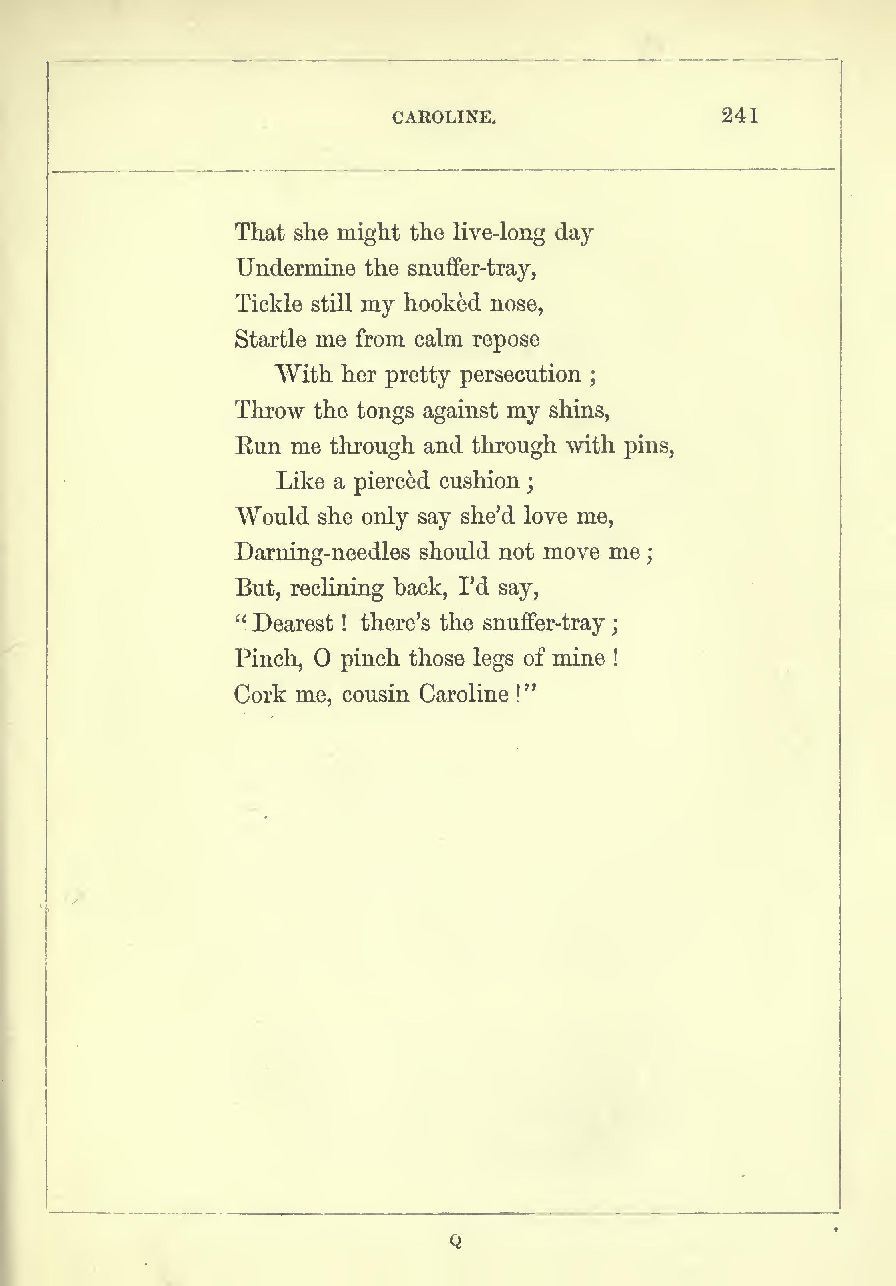 CAROLINE. 241
That she might the live-long day
Undermine the snuffer-tray,
Tickle still my hookèd nose,
Startle me from calm repose
With her pretty persecution ;
Throw the tongs against my shins,
Run me through and through with pins,
Like a piercèd cushion ;
Would she only say she'd love me,
Darning-needles should not move me ;
But, reclining back, I'd say,
“ Dearest ! there's the snuffer-tray ;
Pinch, O pinch those legs of mine !
Cork me, cousin Caroline !”
Q